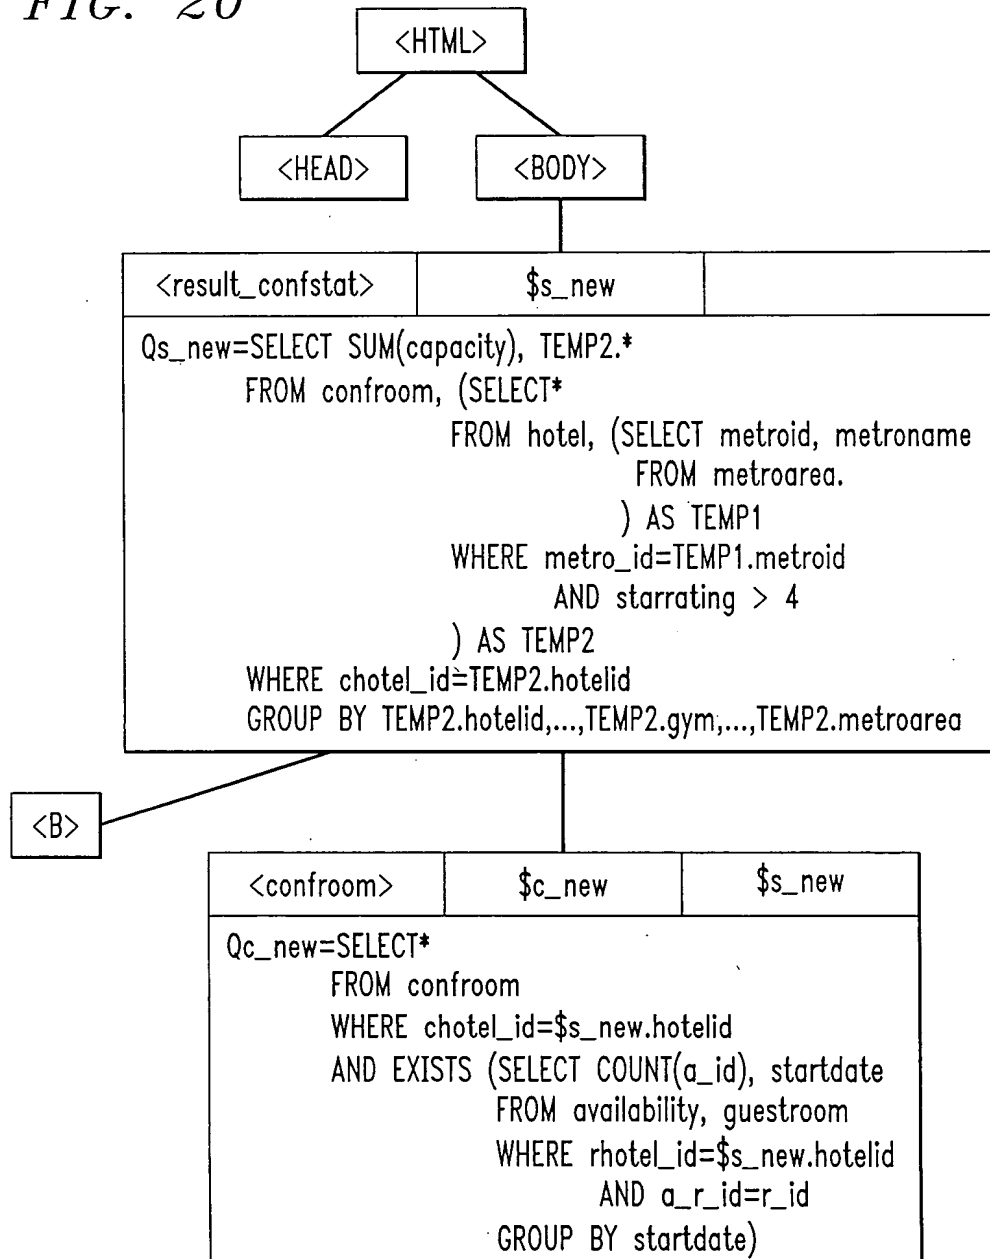 FIG. 20
<HTML>
<HEAD> <BODY>
<result_confstat> $s_new
Qs_new=SELECT SUM(capacity), TEMP2.*
FROM confroom, (SELECT*
FROM hotel, (SELECT metroid, metroname
FROM metroarea.
) AS TEMP1
WHERE metro_id=TEMP1.metroid
AND starrating > 4
) AS TEMP2
WHERE chotel_id=TEMP2.hotelid
GROUP BY TEMP2.hotelid,...,TEMP2.gym,...,TEMP2.metroarea
<B>
<confroom> $c_new $s_new
Qc_new=SELECT*
FROM confroom
WHERE chotel_id=$s_new.hotelid
AND EXISTS (SELECT COUNT(a_id), startdate
FROM availability, guestroom
WHERE rhotel_id=$s_new.hotelid
AND a_r_id=r_id
GROUP BY startdate)